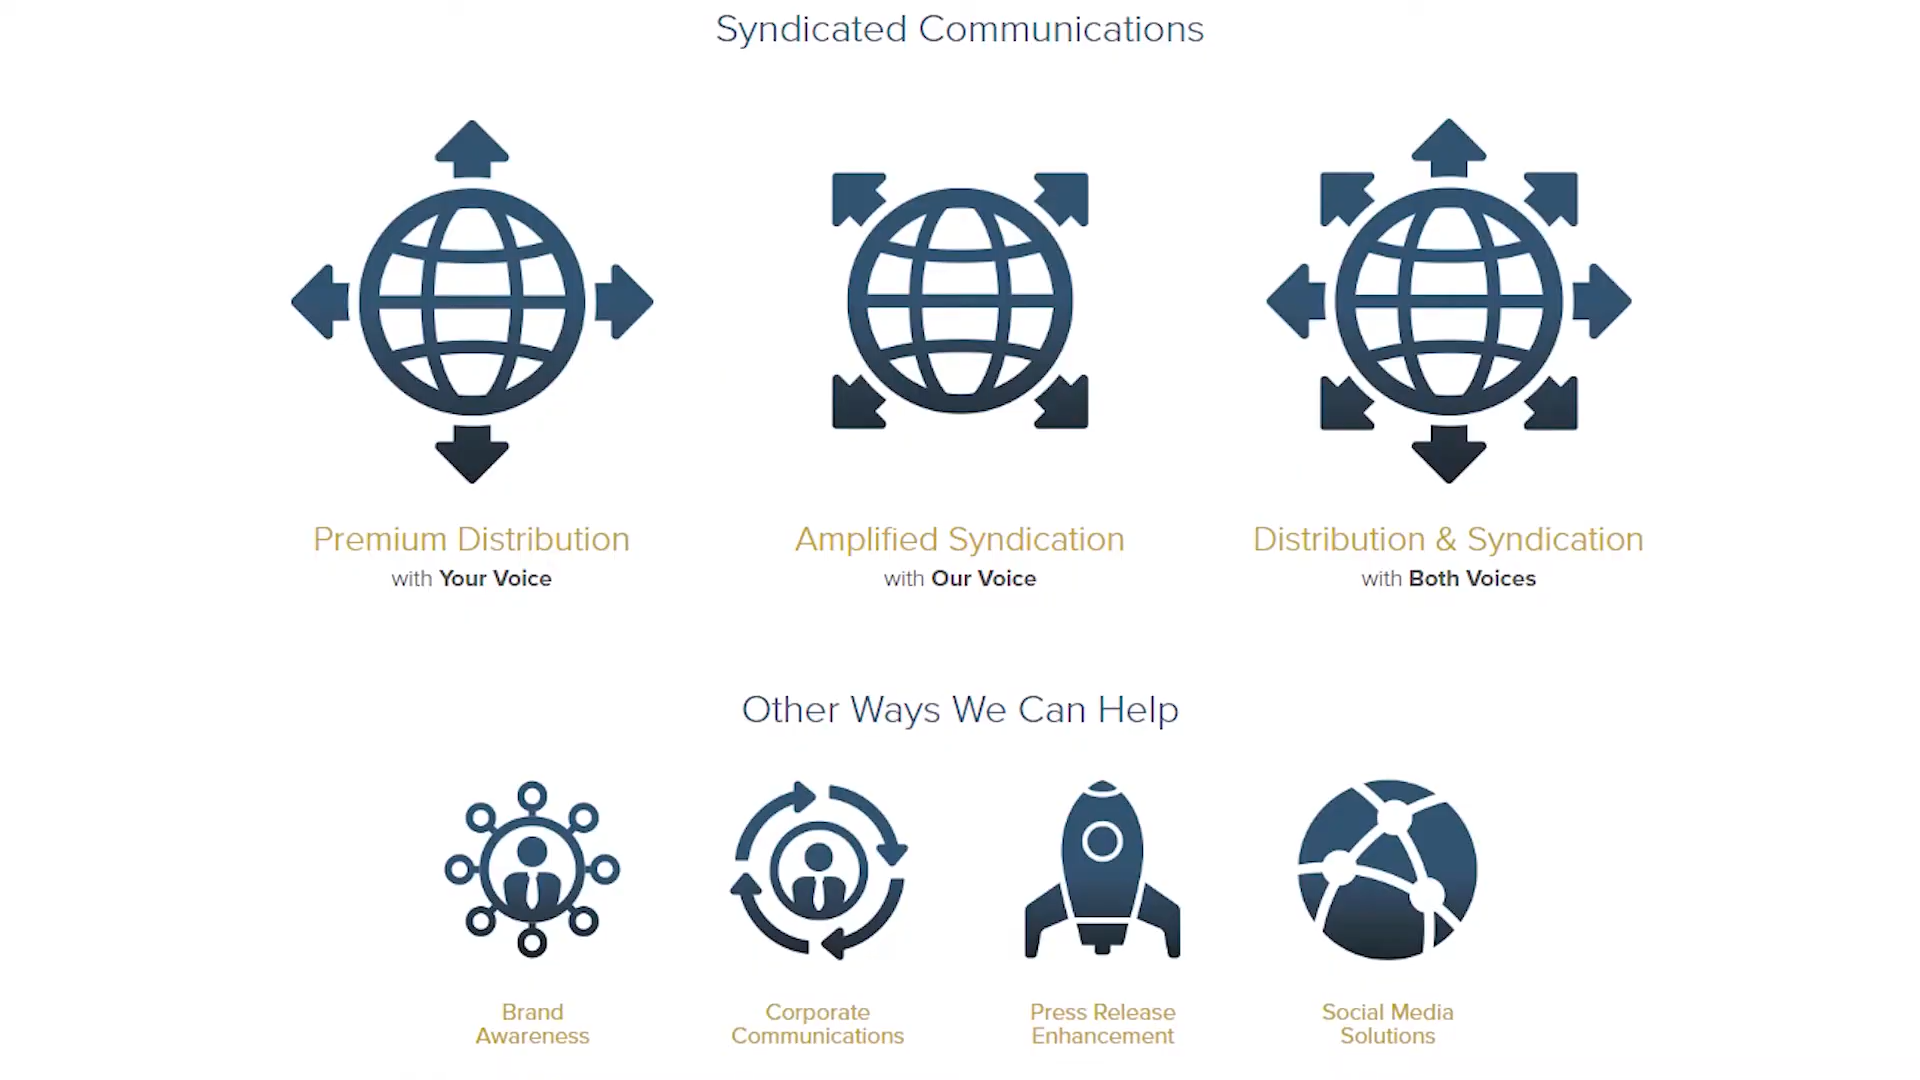 Syndicated Communications
Premium Distribution
with Your Voice
Amplified Syndication
with Our Voice
Distribution & Syndication
with Both Voices
Other Ways We Can Help
Brand
Awareness
Corporate
Communications
Press Release
Enhancement
Social Media
Solutions